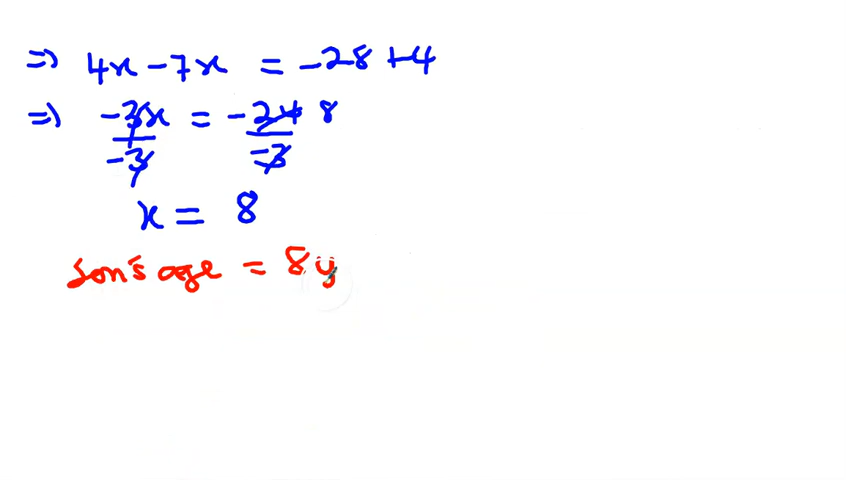 => 4x - 7x = -28 + 4
=> -3x = -24 8
-3 -3
x = 8
son's age = 8y